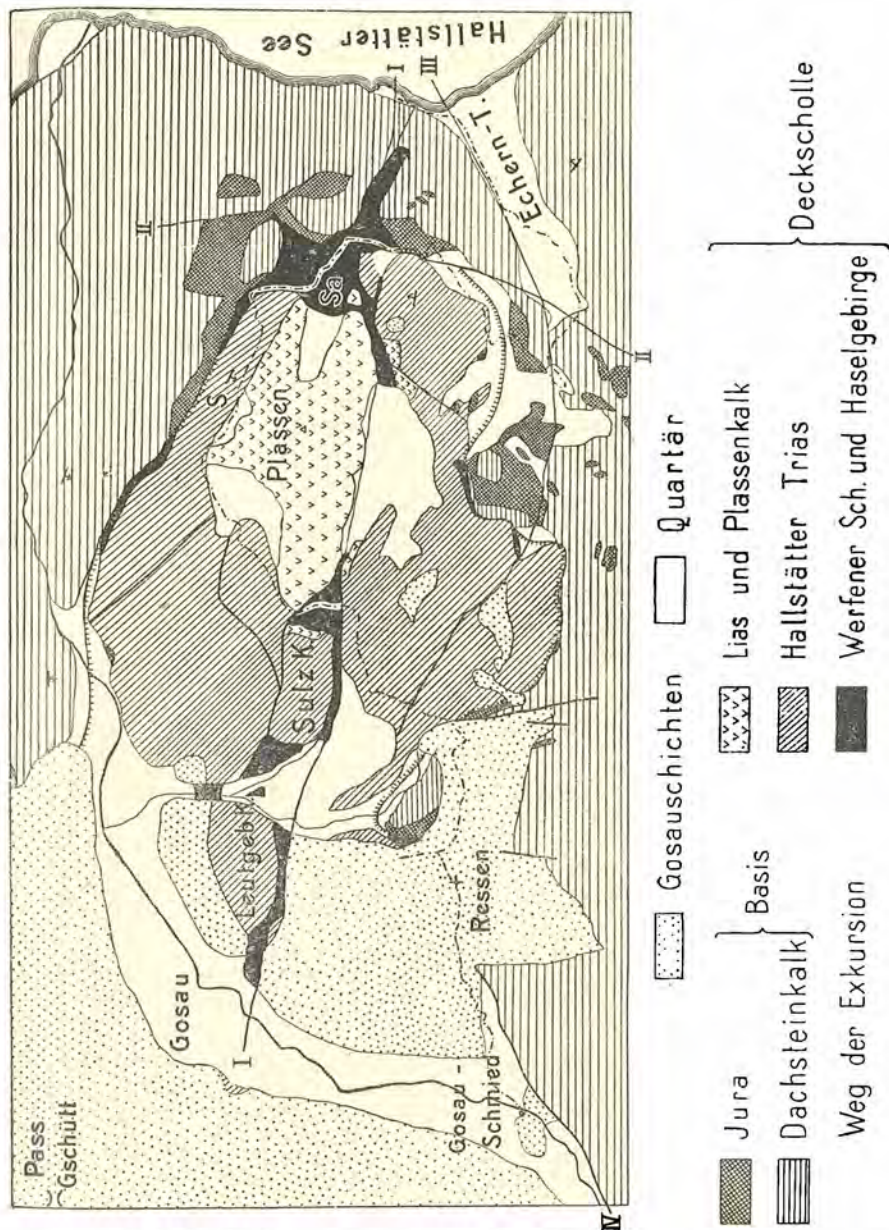 Pass
Gschütt
Gosau
Gosau-
Schmied
Ressen
Leutgeb K.
Sulz K.
Plassen
S
Sa
Hallstätter
See
Echern-T.
I
I
II
II
III
IV
Gosauschichten
Quartär
Jura
Dachsteinkalk
Basis
Lias und Plassenkalk
Hallstätter Trias
Werfener Sch. und Haselgebirge
Deckscholle
Weg der Exkursion